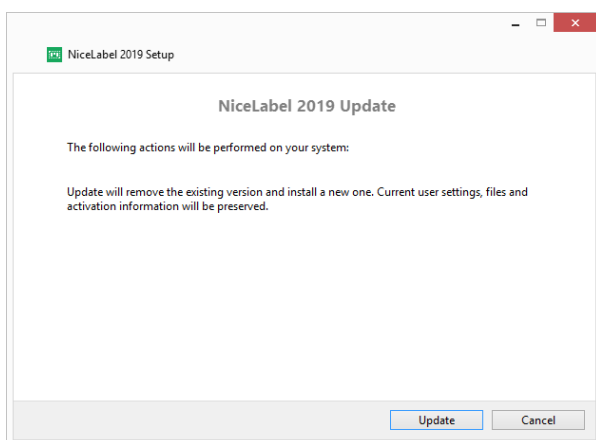 NiceLabel 2019 Setup
NiceLabel 2019 Update
The following actions will be performed on your system:
Update will remove the existing version and install a new one. Current user settings, files and
activation information will be preserved.
Update
Cancel